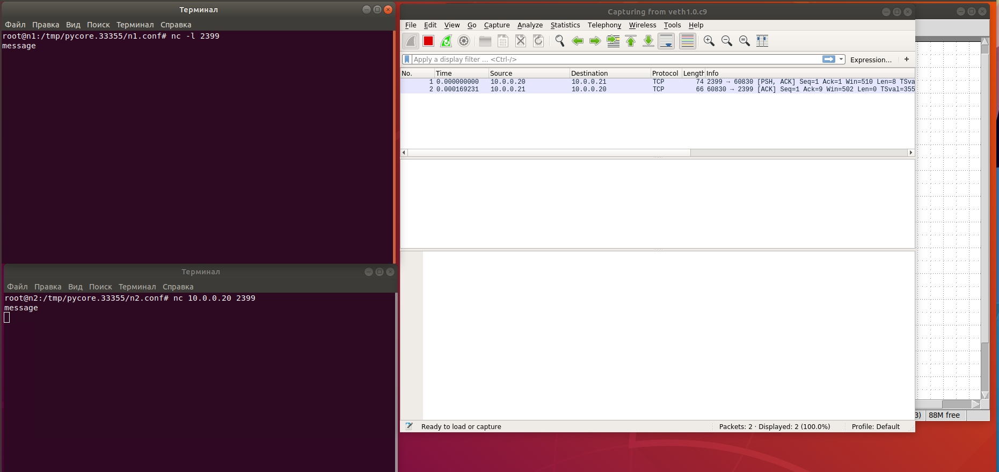 Терминал
Файл Правка Вид Поиск Терминал Справка
root@n1:/tmp/pycore.33355/n1.conf# nc -l 2399
message
Терминал
Файл Правка Вид Поиск Терминал Справка
root@n2:/tmp/pycore.33355/n2.conf# nc 10.0.0.20 2399
message
Capturing from veth1.0.c9
File Edit View Go Capture Analyze Statistics Telephony Wireless Tools Help
Apply a display filter ... <Ctrl-/> Expression... +
No. Time Source Destination Protocol Length Info
1 0.000000000 10.0.0.20 10.0.0.21 TCP 74 2399 → 60830 [PSH, ACK] Seq=1 Ack=1 Win=510 Len=8 TSva
2 0.000169231 10.0.0.21 10.0.0.20 TCP 66 60830 → 2399 [ACK] Seq=1 Ack=9 Win=502 Len=0 TSval=355
Ready to load or capture Packets: 2 · Displayed: 2 (100.0%) Profile: Default
3) 88M free